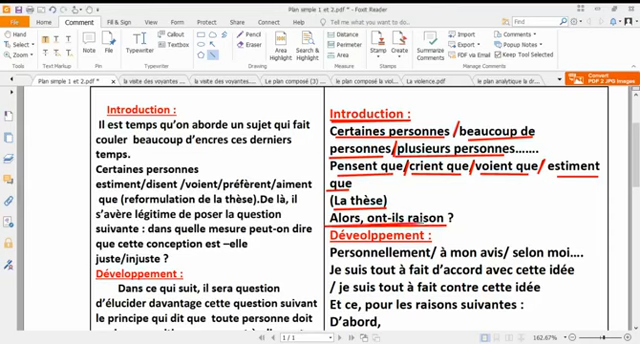 Plan simple 1 et 2.pdf * - Foxit Reader
File
Home
Comment
Fill & Sign
View
Form
Protect
Share
Help
Tell me what you want to do...
Find
Hand
Select
Zoom
Tools
Text Markup
Pin
Typewriter
Callout
Textbox
Typewriter
Drawing
Pencil
Eraser
Area Highlight
Search & Highlight
Measure
Stamp
Create
Stamps
Summarize Comments
Import
PDF via Email
Popup Notes
Export
Keep Tool Selected
Manage Comments
Plan simple 1 et 2.pdf *
la visite des voyantes...
la visite des voyantes...
Le plan composé (3) ...
le plan composé la viol...
La violence.pdf
le plan analytique la dr...
Convert
PDF 2 JPG Images
Introduction :
Il est temps qu'on aborde un sujet qui fait
couler beaucoup d'encres ces derniers
temps.
Certaines personnes
estiment/disent /voient/préfèrent/aiment
que (reformulation de la thèse).De là, il
s'avère légitime de poser la question
suivante : dans quelle mesure peut-on dire
que cette conception est –elle
juste/injuste ?
Développement :
Dans ce qui suit, il sera question
d'élucider davantage cette question suivant
le principe qui dit que toute personne doit
Introduction :
Certaines personnes /beaucoup de
personnes/plusieurs personnes.......
Pensent que/crient que/voient que/ estiment
que
(La thèse)
Alors, ont-ils raison ?
Déveolppement :
Personnellement/ à mon avis/ selon moi....
Je suis tout à fait d'accord avec cette idée
/ je suis tout à fait contre cette idée
Et ce, pour les raisons suivantes :
D'abord,
1 / 1
162.67%